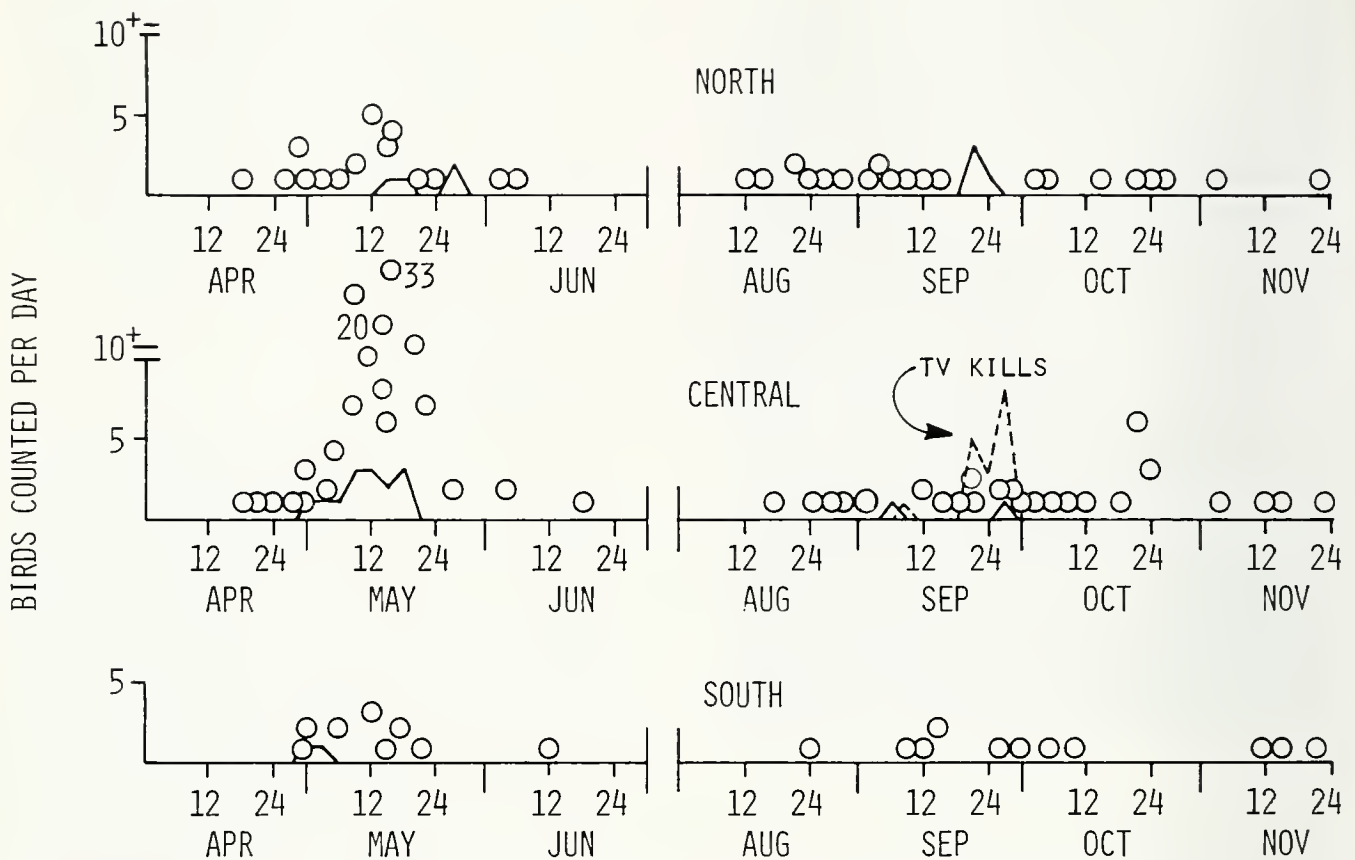 BIRDS COUNTED PER DAY
10+
5
NORTH
12 24 12 24 12 24 12 24 12 24 12 24 12 24
APR JUN AUG SEP OCT NOV
33
20
10+
5
CENTRAL
TV KILLS
12 24 12 24 12 24 12 24 12 24 12 24 12 24
APR MAY JUN AUG SEP OCT NOV
5
SOUTH
12 24 12 24 12 24 12 24 12 24 12 24 12 24
APR MAY JUN AUG SEP OCT NOV